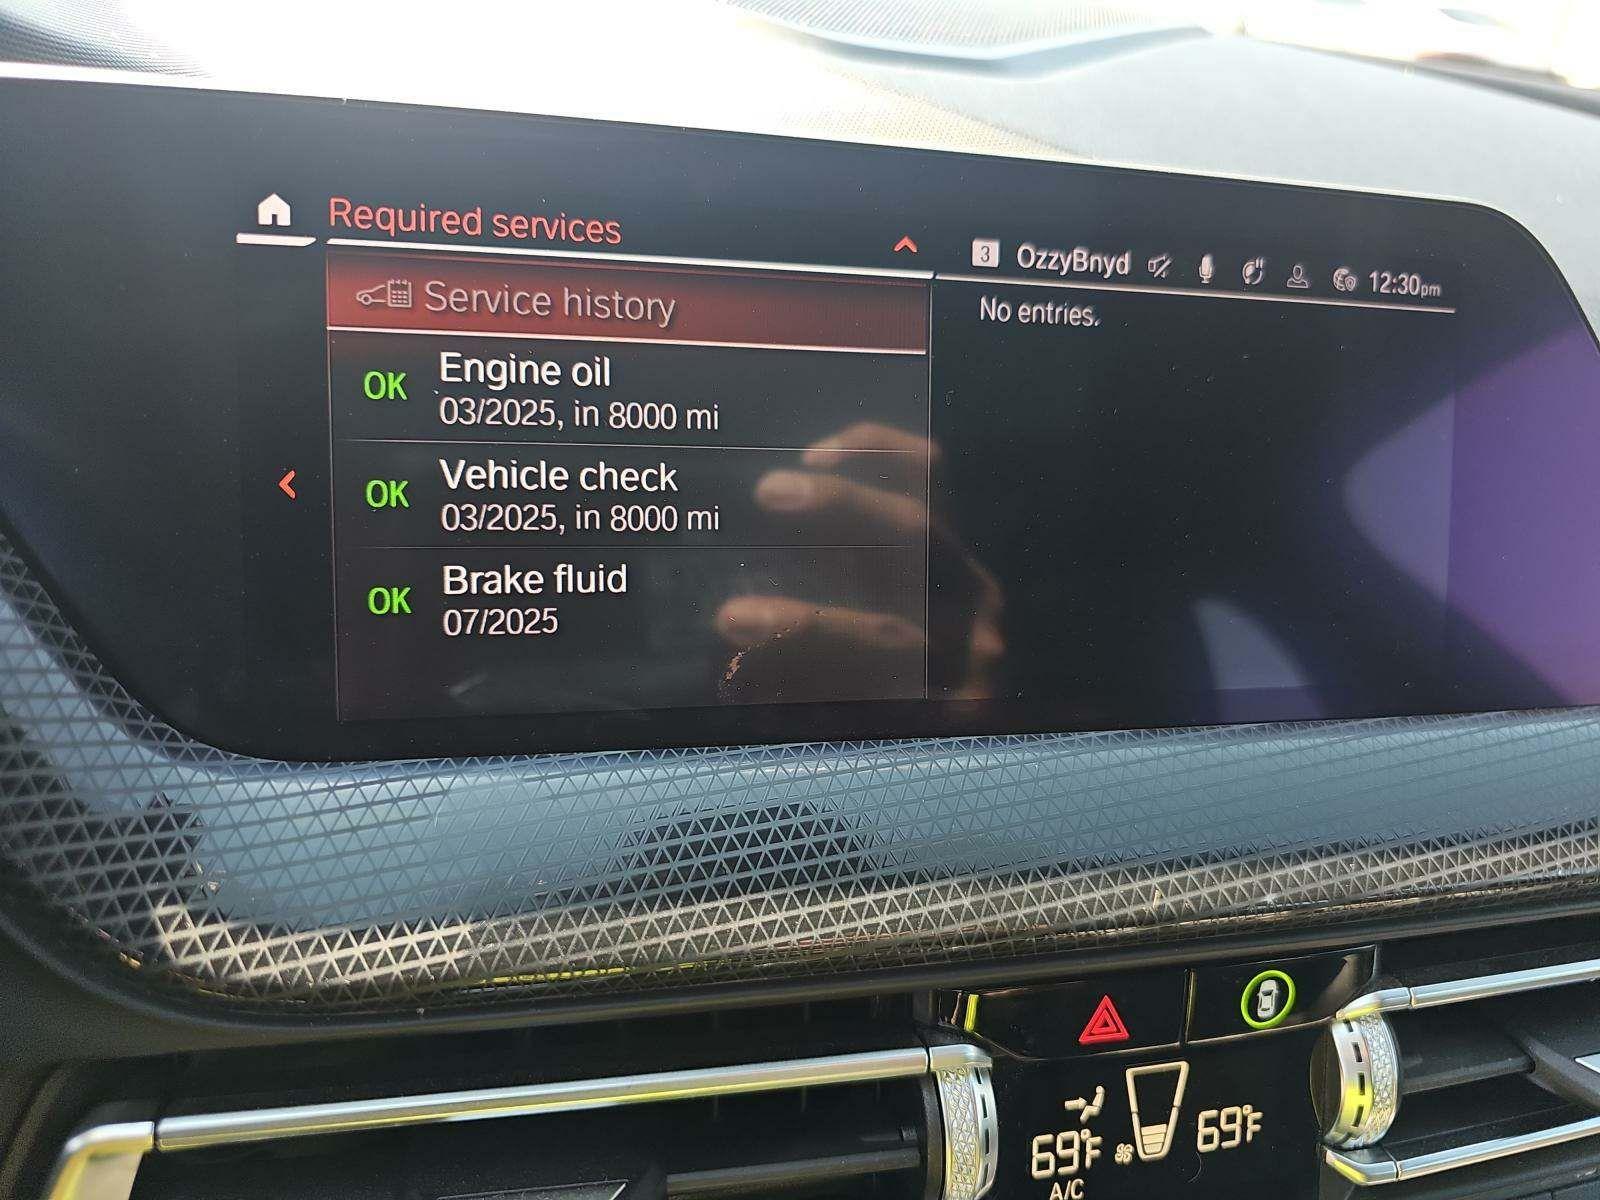 Required services
3 OzzyBnyd 12:30pm
Service history
No entries.
OK Engine oil
03/2025, in 8000 mi
OK Vehicle check
03/2025, in 8000 mi
OK Brake fluid
07/2025
69°F 69°F
A/C